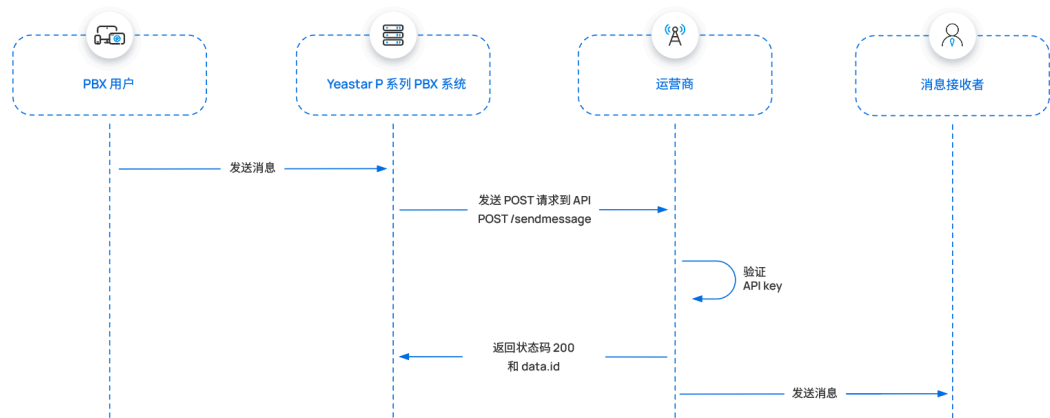 PBX 用户
Yeastar P 系列 PBX 系统
运营商
消息接收者
发送消息
发送 POST 请求到 API
POST /sendmessage
验证
API key
返回状态码 200
和 data.id
发送消息